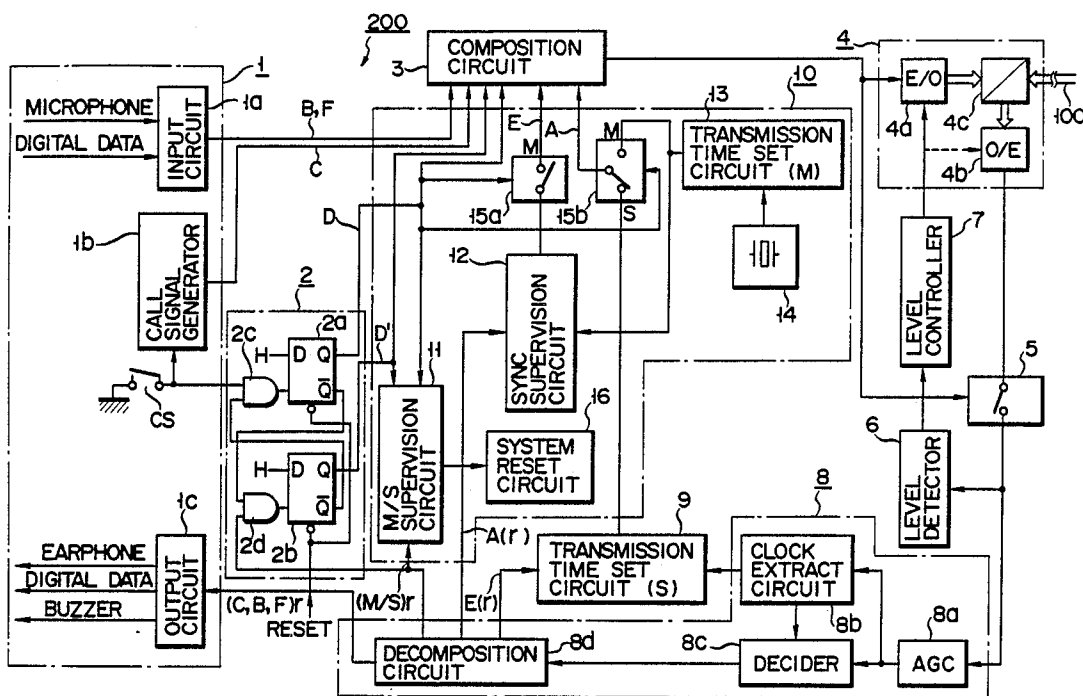 200
COMPOSITION
CIRCUIT
3
1
1a
MICROPHONE
DIGITAL DATA
INPUT
CIRCUIT
B, F
C
1b
CALL
SIGNAL
GENERATOR
CS
2
2a
2c
H
D Q
Q
D
D'
H
D Q
Q
2d
2b
1c
EARPHONE
DIGITAL DATA
BUZZER
OUTPUT
CIRCUIT
(C, B, F)r
RESET
(M/S)r
11
M/S
SUPERVISION
CIRCUIT
E
A
M
15a
M
S
15b
12
SYNC
SUPERVISION
CIRCUIT
16
SYSTEM
RESET
CIRCUIT
A(r)
E(r)
10
13
TRANSMISSION
TIME SET
CIRCUIT (M)
14
9
TRANSMISSION
TIME SET
CIRCUIT (S)
8
CLOCK
EXTRACT
CIRCUIT
8b
8d
DECOMPOSITION
CIRCUIT
8c
DECIDER
8a
AGC
4
E/O
4a
4c
100
O/E
4b
7
LEVEL
CONTROLLER
5
6
LEVEL
DETECTOR